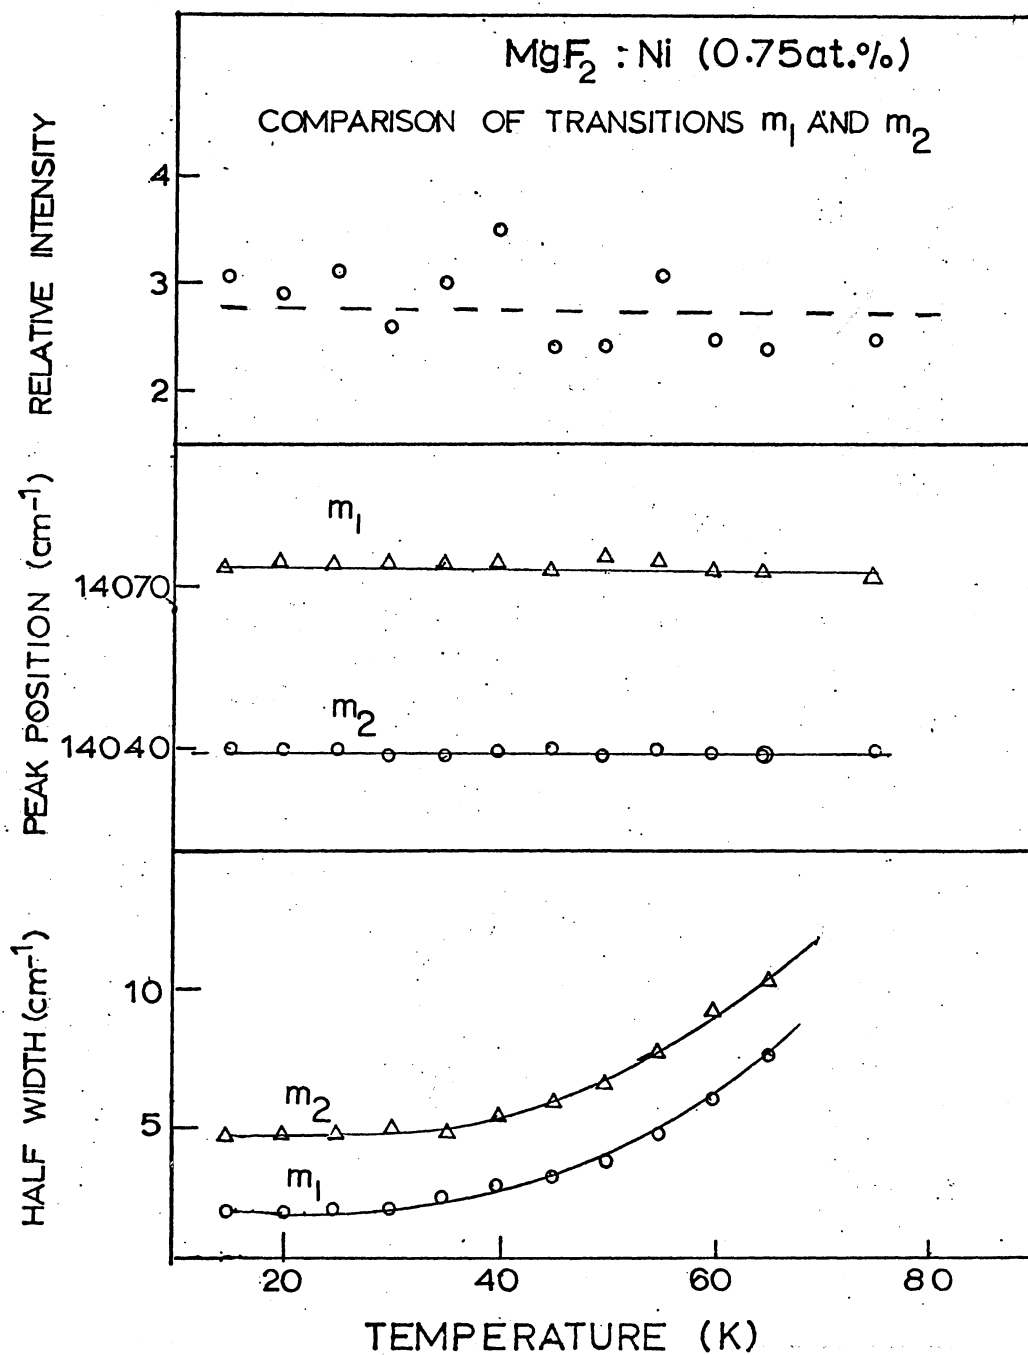 MgF₂ : Ni (0.75at.%)
COMPARISON OF TRANSITIONS m₁ AND m₂
RELATIVE INTENSITY
4
3
2
PEAK POSITION (cm⁻¹)
m₁
14070
m₂
14040
HALF WIDTH (cm⁻¹)
10
5
m₂
m₁
20 40 60 80
TEMPERATURE (K)